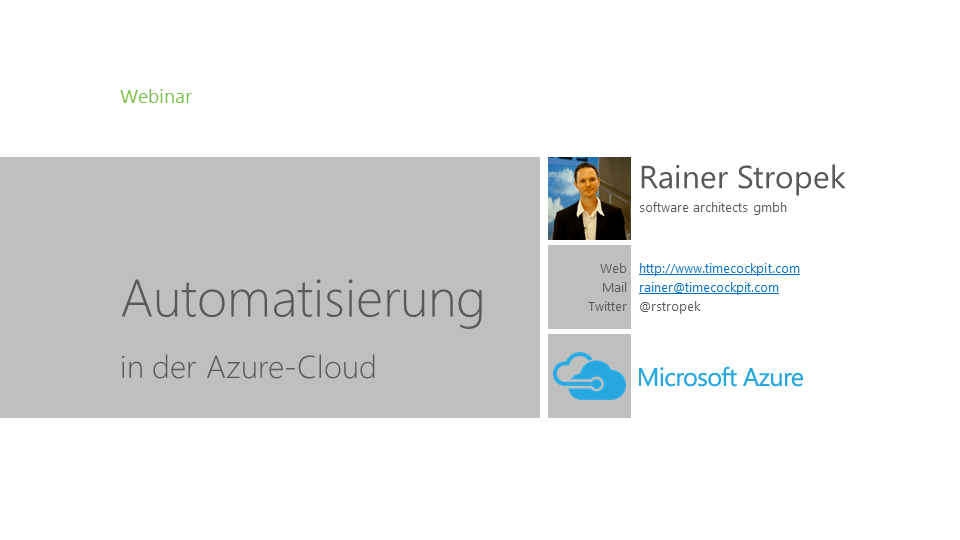 Webinar
Automatisierung
in der Azure-Cloud
Rainer Stropek
software architects gmbh
Web http://www.timecockpit.com
Mail rainer@timecockpit.com
Twitter @rstropek
Microsoft Azure